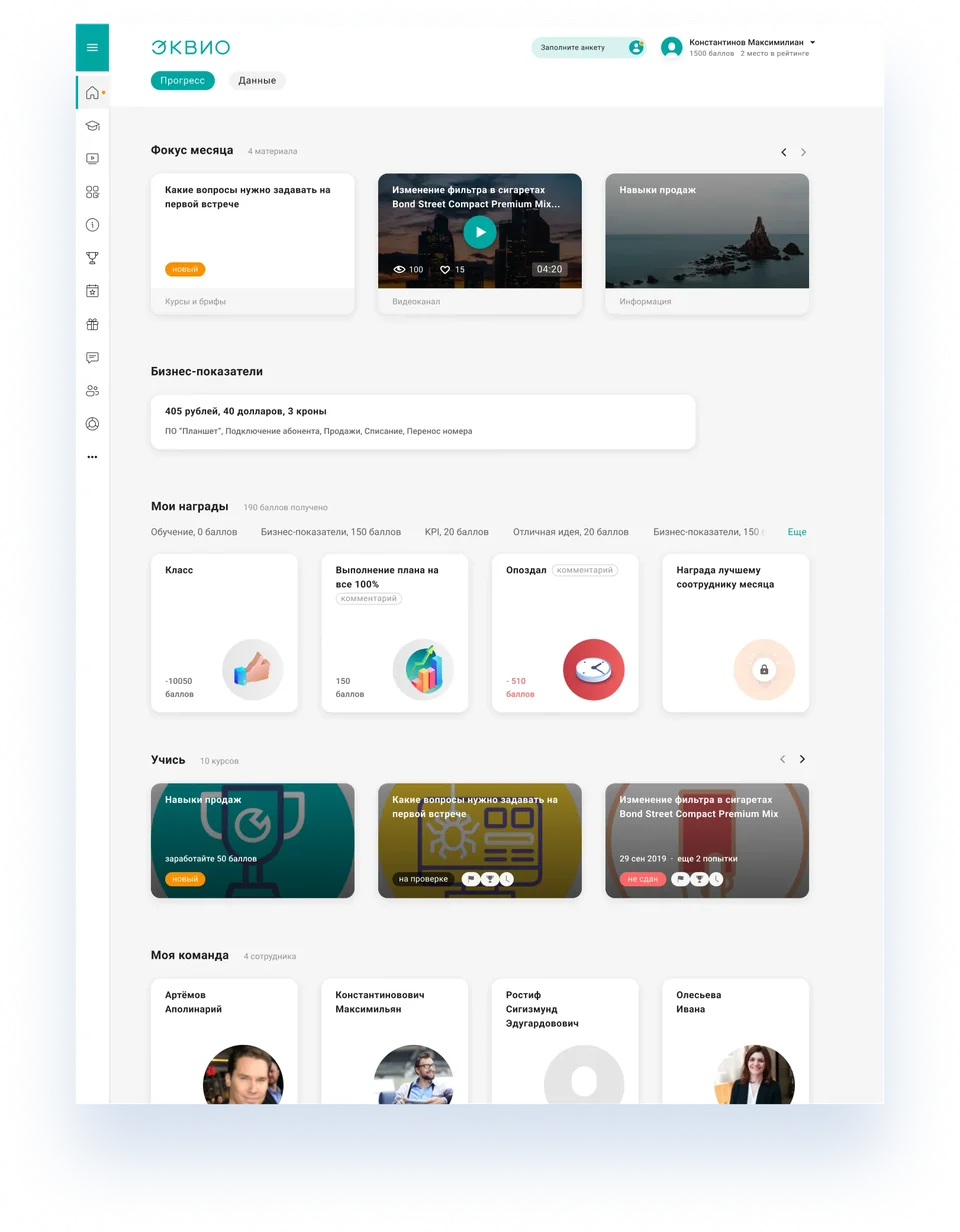 ЭКВИО
Заполните анкету
Константинов Максимилиан
1500 баллов 2 место в рейтинге
Прогресс
Данные
Фокус месяца 4 материала
Какие вопросы нужно задавать на
первой встрече
новый
Курсы и брифы
Изменение фильтра в сигаретах
Bond Street Compact Premium Mix...
100
15
04:20
Видеоканал
Навыки продаж
Информация
Бизнес-показатели
405 рублей, 40 долларов, 3 кроны
ПО "Планшет", Подключение абонента, Продажи, Списание, Перенос номера
Мои награды 190 баллов получено
Обучение, 0 баллов
Бизнес-показатели, 150 баллов
KPI, 20 баллов
Отличная идея, 20 баллов
Бизнес-показатели, 150 б
Еще
Класс
-10050
баллов
Выполнение плана на
все 100%
комментарий
150
баллов
Опоздал комментарий
- 510
баллов
Награда лучшему
соотруднику месяца
Учись 10 курсов
Навыки продаж
заработайте 50 баллов
новый
Какие вопросы нужно задавать на
первой встрече
на проверке
Изменение фильтра в сигаретах
Bond Street Compact Premium Mix
29 сен 2019 · еще 2 попытки
не сдан
Моя команда 4 сотрудника
Артёмов
Аполинарий
Константиновович
Максимильян
Ростиф
Сигизмунд
Эдугардовович
Олесьева
Ивана